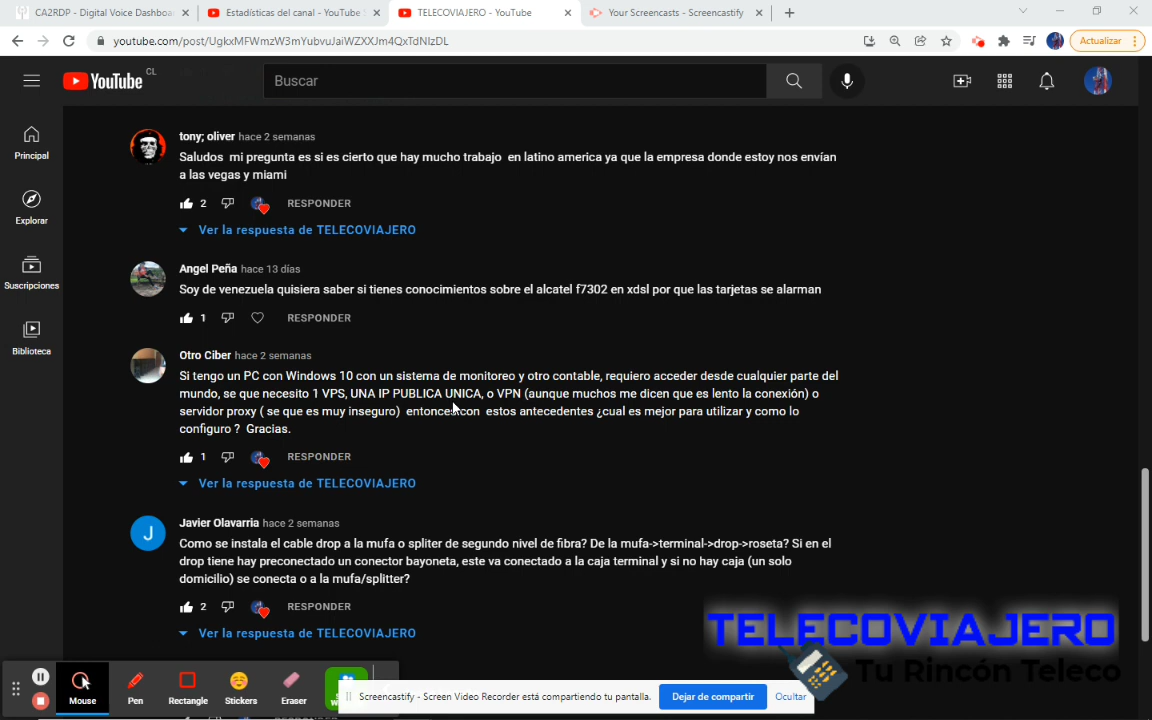 CA2RDP - Digital Voice Dashboa
Estadísticas del canal - YouTube
TELECOVIAJERO - YouTube
Your Screencasts - Screencastify
youtube.com/post/UgkxMFWmzW3mYubvuJaiWZXXJm4QxTdNIzDL
Actualizar
YouTube CL
Buscar
Principal
Explorar
Suscripciones
Biblioteca
tony; oliver hace 2 semanas
Saludos mi pregunta es si es cierto que hay mucho trabajo en latino america ya que la empresa donde estoy nos envían
a las vegas y miami
2 RESPONDER
Ver la respuesta de TELECOVIAJERO
Angel Peña hace 13 días
Soy de venezuela quisiera saber si tienes conocimientos sobre el alcatel f7302 en xdsl por que las tarjetas se alarman
1 RESPONDER
Otro Ciber hace 2 semanas
Si tengo un PC con Windows 10 con un sistema de monitoreo y otro contable, requiero acceder desde cualquier parte del
mundo, se que necesito 1 VPS, UNA IP PUBLICA UNICA, o VPN (aunque muchos me dicen que es lento la conexión) o
servidor proxy ( se que es muy inseguro) entonces con estos antecedentes ¿cual es mejor para utilizar y como lo
configuro ? Gracias.
1 RESPONDER
Ver la respuesta de TELECOVIAJERO
J
Javier Olavarria hace 2 semanas
Como se instala el cable drop a la mufa o spliter de segundo nivel de fibra? De la mufa->terminal->drop->roseta? Si en el
drop tiene hay preconectado un conector bayoneta, este va conectado a la caja terminal y si no hay caja (un solo
domicilio) se conecta o a la mufa/splitter?
2 RESPONDER
Ver la respuesta de TELECOVIAJERO
TELECOVIAJERO
Tu Rincón Teleco
Mouse
Pen
Rectangle
Stickers
Eraser
Screencastify - Screen Video Recorder está compartiendo tu pantalla.
Dejar de compartir
Ocultar